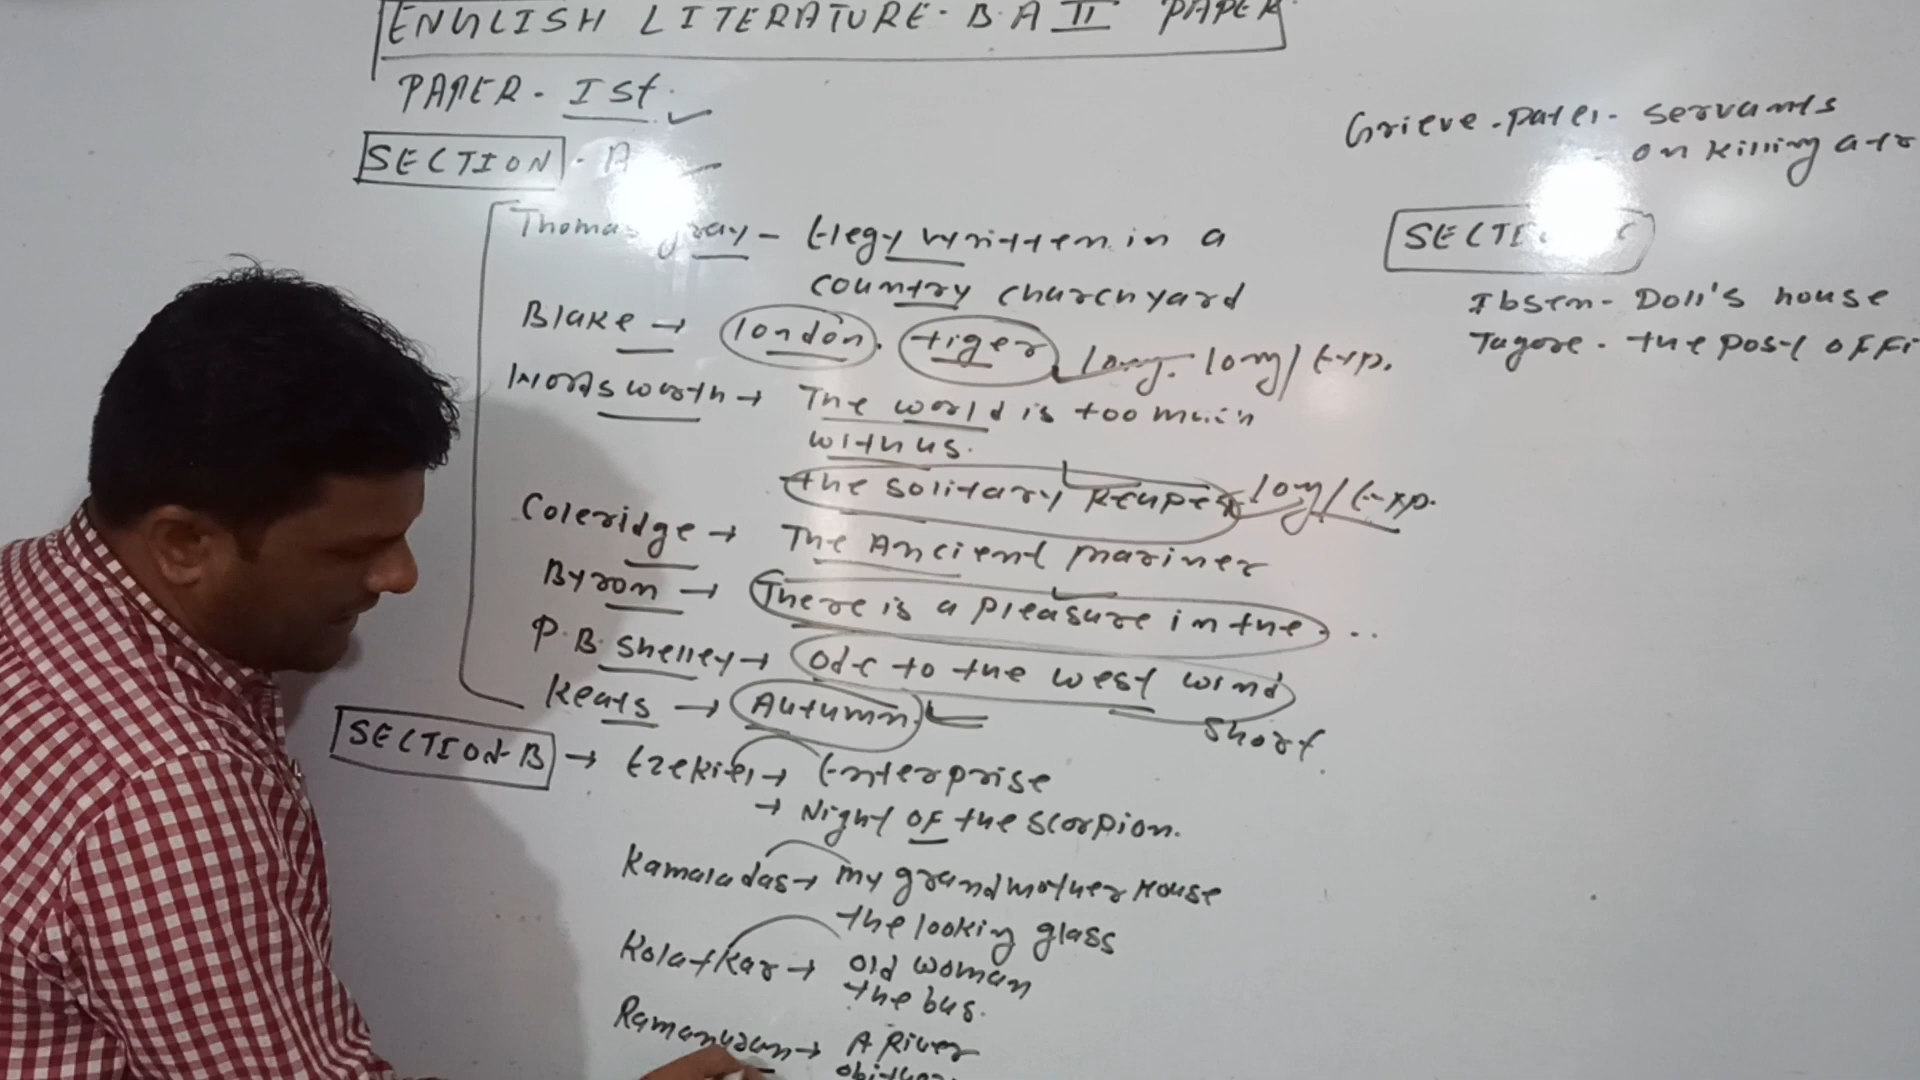 ENGLISH LITERATURE. B.A II PAPER
PAPER - Ist.
SECTION - A
Thomas gray - Elegy written in a
country churchyard
Blake → london. tiger long. long/Exp.
Wordsworth → The world is too much
with us.
the solitary Reaper long/Exp.
Coleridge → The Ancient mariner
Byron → There is a pleasure in the...
P.B. Shelley → Ode to the west wind
short.
Keats → Autumn.
SECTION-B → Ezekiel → Enterprise
→ Night OF the scorpion.
Kamaladas → my grandmother House
the looking glass
Kolatkar → old woman
the bus.
Ramanujan → A River
Grieve. patel - servants
on killing a tr
SECTI C
Ibsen - Doll's house
Tagore - the post offi